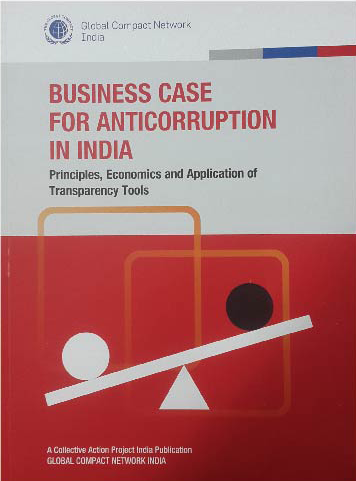 Global Compact Network
India
BUSINESS CASE
FOR ANTICORRUPTION
IN INDIA
Principles, Economics and Application of
Transparency Tools
A Collective Action Project India Publication
GLOBAL COMPACT NETWORK INDIA